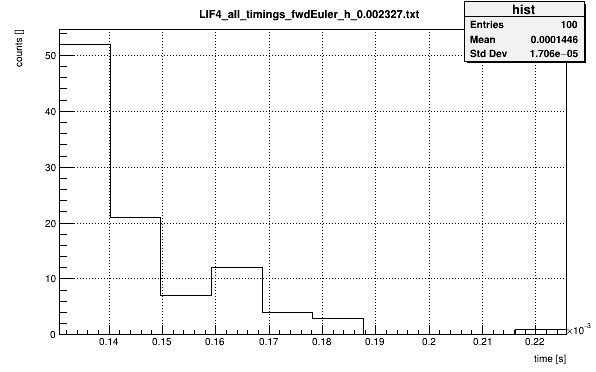 LIF4_all_timings_fwdEuler_h_0.002327.txt
hist
Entries 100
Mean 0.0001446
Std Dev 1.706e−05
counts []
50
40
30
20
10
0
0.14 0.15 0.16 0.17 0.18 0.19 0.2 0.21 0.22
×10⁻³
time [s]